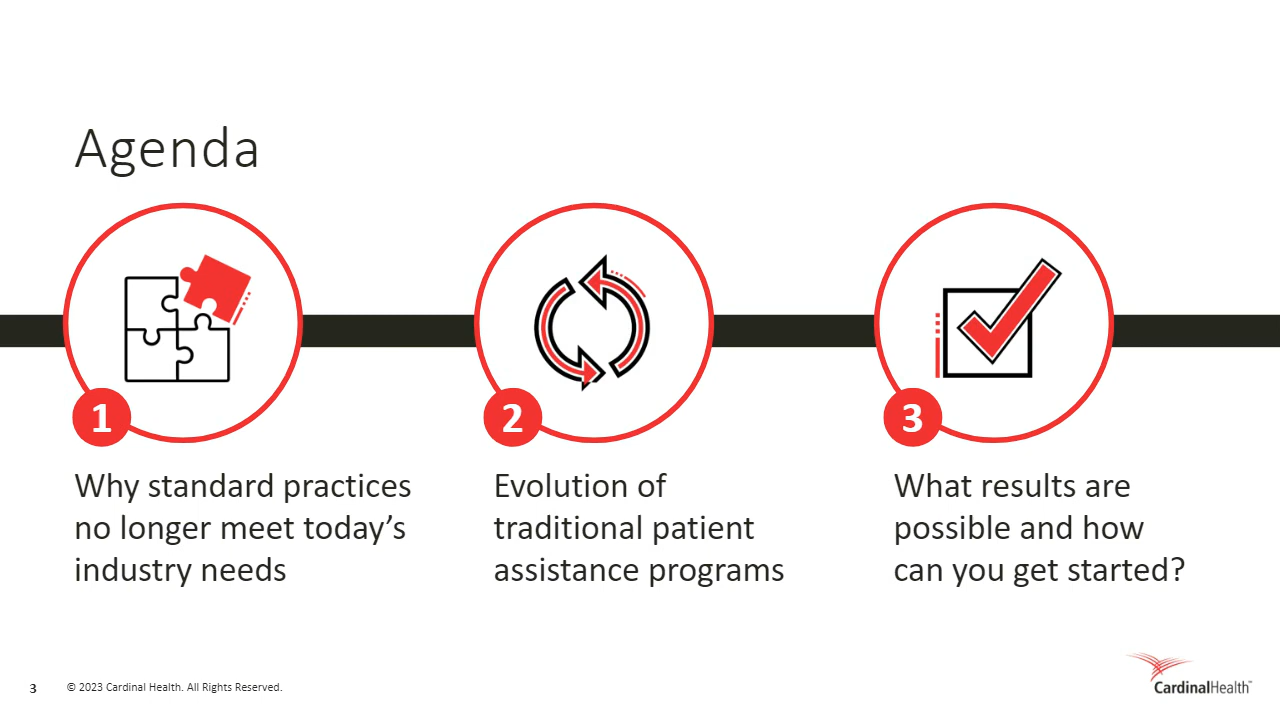 Agenda
1
Why standard practices
no longer meet today’s
industry needs
2
Evolution of
traditional patient
assistance programs
3
What results are
possible and how
can you get started?
3
© 2023 Cardinal Health. All Rights Reserved.
CardinalHealth™